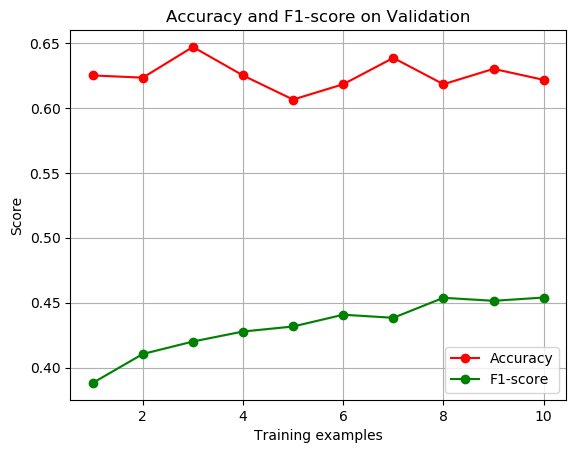 Accuracy and F1-score on Validation
0.65
0.60
0.55
0.50
0.45
0.40
Score
2 4 6 8 10
Training examples
Accuracy
F1-score